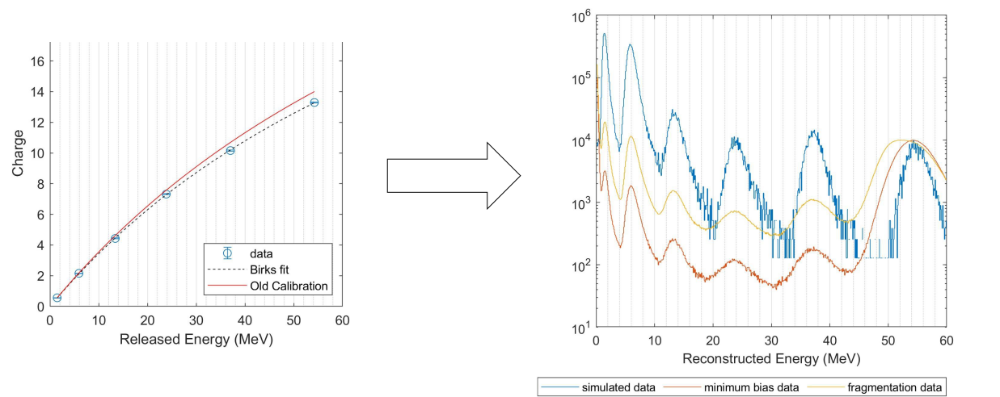 Charge
16
14
12
10
8
6
4
2
0
0 10 20 30 40 50 60
Released Energy (MeV)
data
Birks fit
Old Calibration
10^6
10^5
10^4
10^3
10^2
10^1
0 10 20 30 40 50 60
Reconstructed Energy (MeV)
simulated data minimum bias data fragmentation data